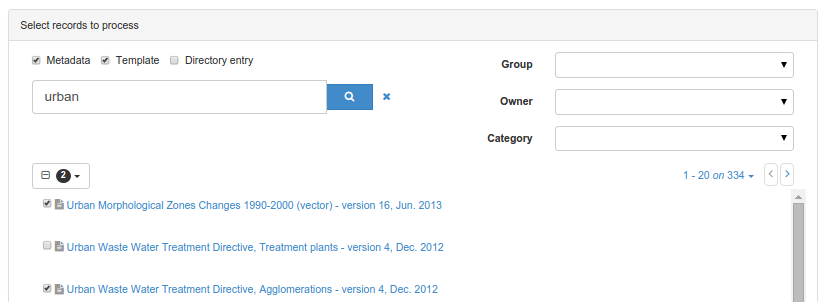 Select records to process
Metadata Template Directory entry
Group
urban
Owner
Category
2
1 - 20 on 334
Urban Morphological Zones Changes 1990-2000 (vector) - version 16, Jun. 2013
Urban Waste Water Treatment Directive, Treatment plants - version 4, Dec. 2012
Urban Waste Water Treatment Directive, Agglomerations - version 4, Dec. 2012